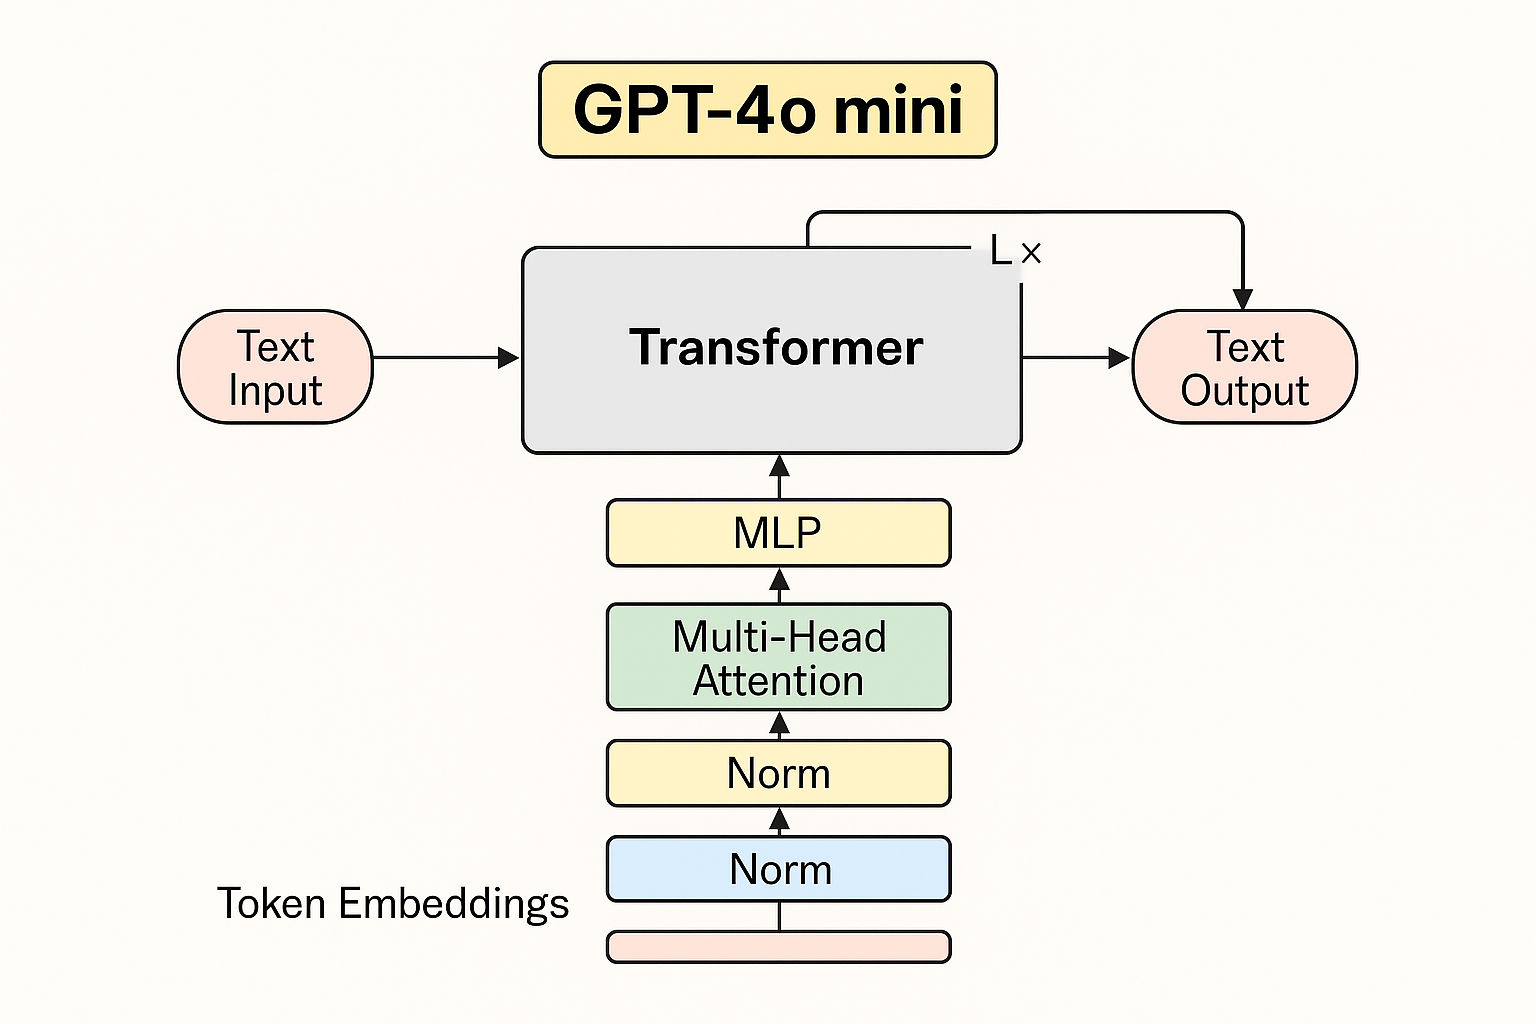 GPT-4o mini
L ×
Text
Input
Transformer
Text
Output
MLP
Multi-Head
Attention
Norm
Norm
Token Embeddings